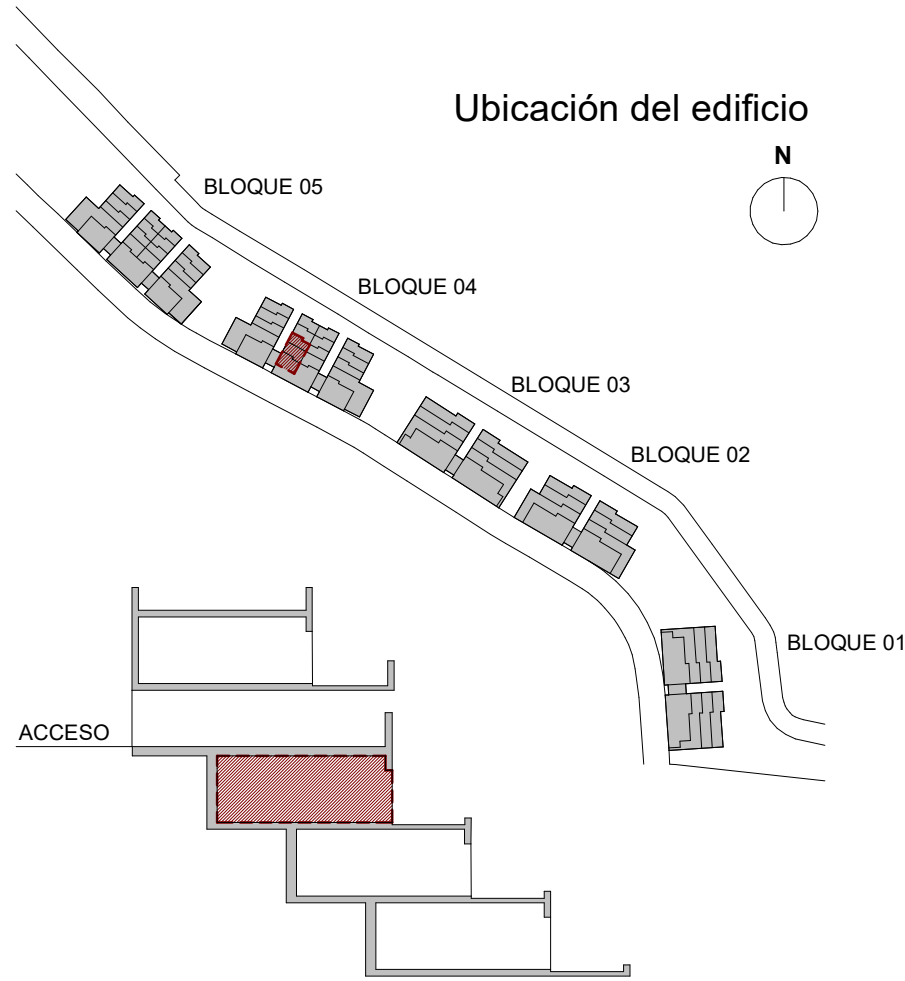 Ubicación del edificio
N
BLOQUE 05
BLOQUE 04
BLOQUE 03
BLOQUE 02
BLOQUE 01
ACCESO